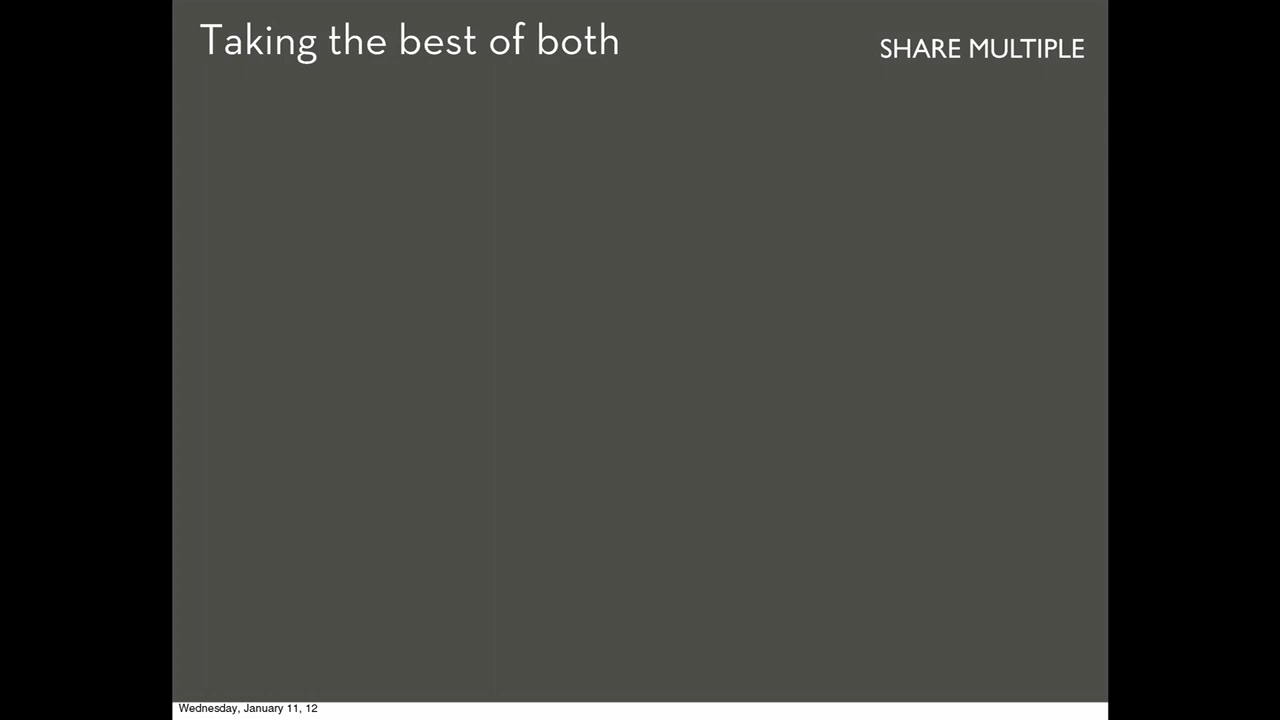 Taking the best of both
SHARE MULTIPLE
Wednesday, January 11, 12